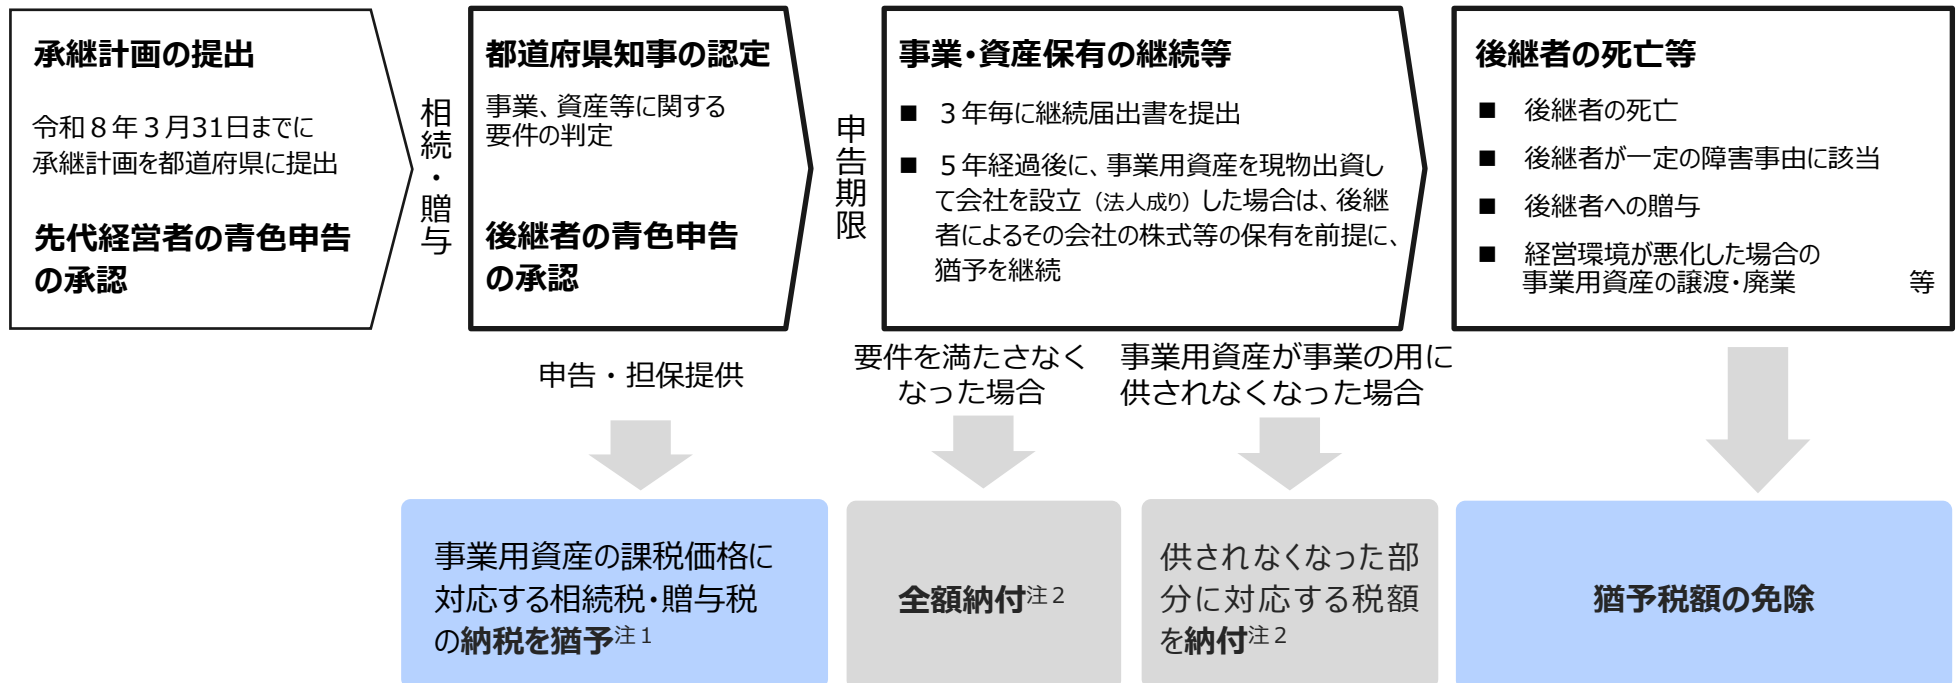 承継計画の提出
令和８年３月31日までに
承継計画を都道府県に提出
先代経営者の青色申告
の承認
相続・贈与
都道府県知事の認定
事業、資産等に関する
要件の判定
後継者の青色申告
の承認
申告期限
事業・資産保有の継続等
■ ３年毎に継続届出書を提出
■ ５年経過後に、事業用資産を現物出資し
て会社を設立（法人成り）した場合は、後継
者によるその会社の株式等の保有を前提に、
猶予を継続
後継者の死亡等
■ 後継者の死亡
■ 後継者が一定の障害事由に該当
■ 後継者への贈与
■ 経営環境が悪化した場合の
事業用資産の譲渡・廃業 等
申告・担保提供
要件を満たさなく
なった場合
事業用資産が事業の用に
供されなくなった場合
事業用資産の課税価格に
対応する相続税・贈与税
の納税を猶予注１
全額納付注２
供されなくなった部
分に対応する税額
を納付注２
猶予税額の免除